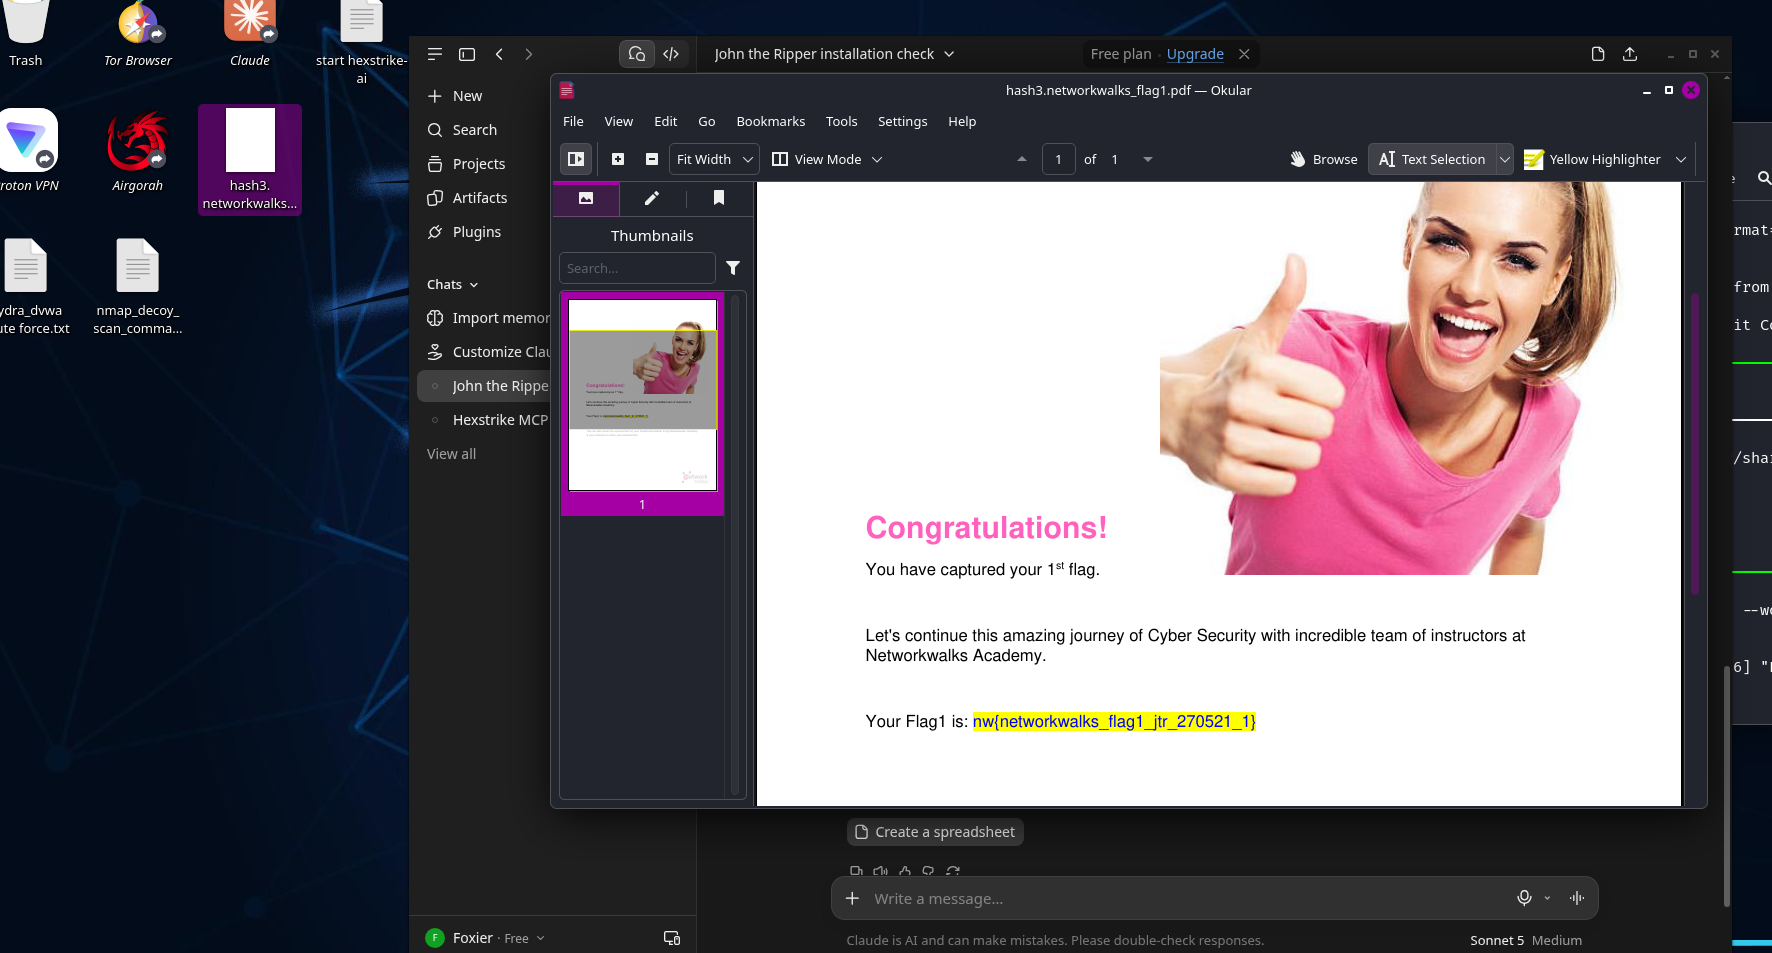 Trash
Tor Browser
Claude
start hexstrike-
ai
roton VPN
Airgorah
hash3.
networkwalks...
ydra_dvwa
ute force.txt
nmap_decoy_
scan_comma...
John the Ripper installation check
Free plan · Upgrade
New
Search
Projects
Artifacts
Plugins
Chats
Import memor
Customize Clau
John the Rippe
Hexstrike MCP
View all
Foxier · Free
hash3.networkwalks_flag1.pdf — Okular
File View Edit Go Bookmarks Tools Settings Help
Fit Width View Mode 1 of 1 Browse Text Selection Yellow Highlighter
Thumbnails
Search...
1
Congratulations!
You have captured your 1st flag.
Let's continue this amazing journey of Cyber Security with incredible team of instructors at
Networkwalks Academy.
Your Flag1 is: nw{networkwalks_flag1_jtr_270521_1}
Create a spreadsheet
Write a message...
Claude is AI and can make mistakes. Please double-check responses.
Sonnet 5 Medium
rmat=
from
it Co
/shar
--wo
6] "